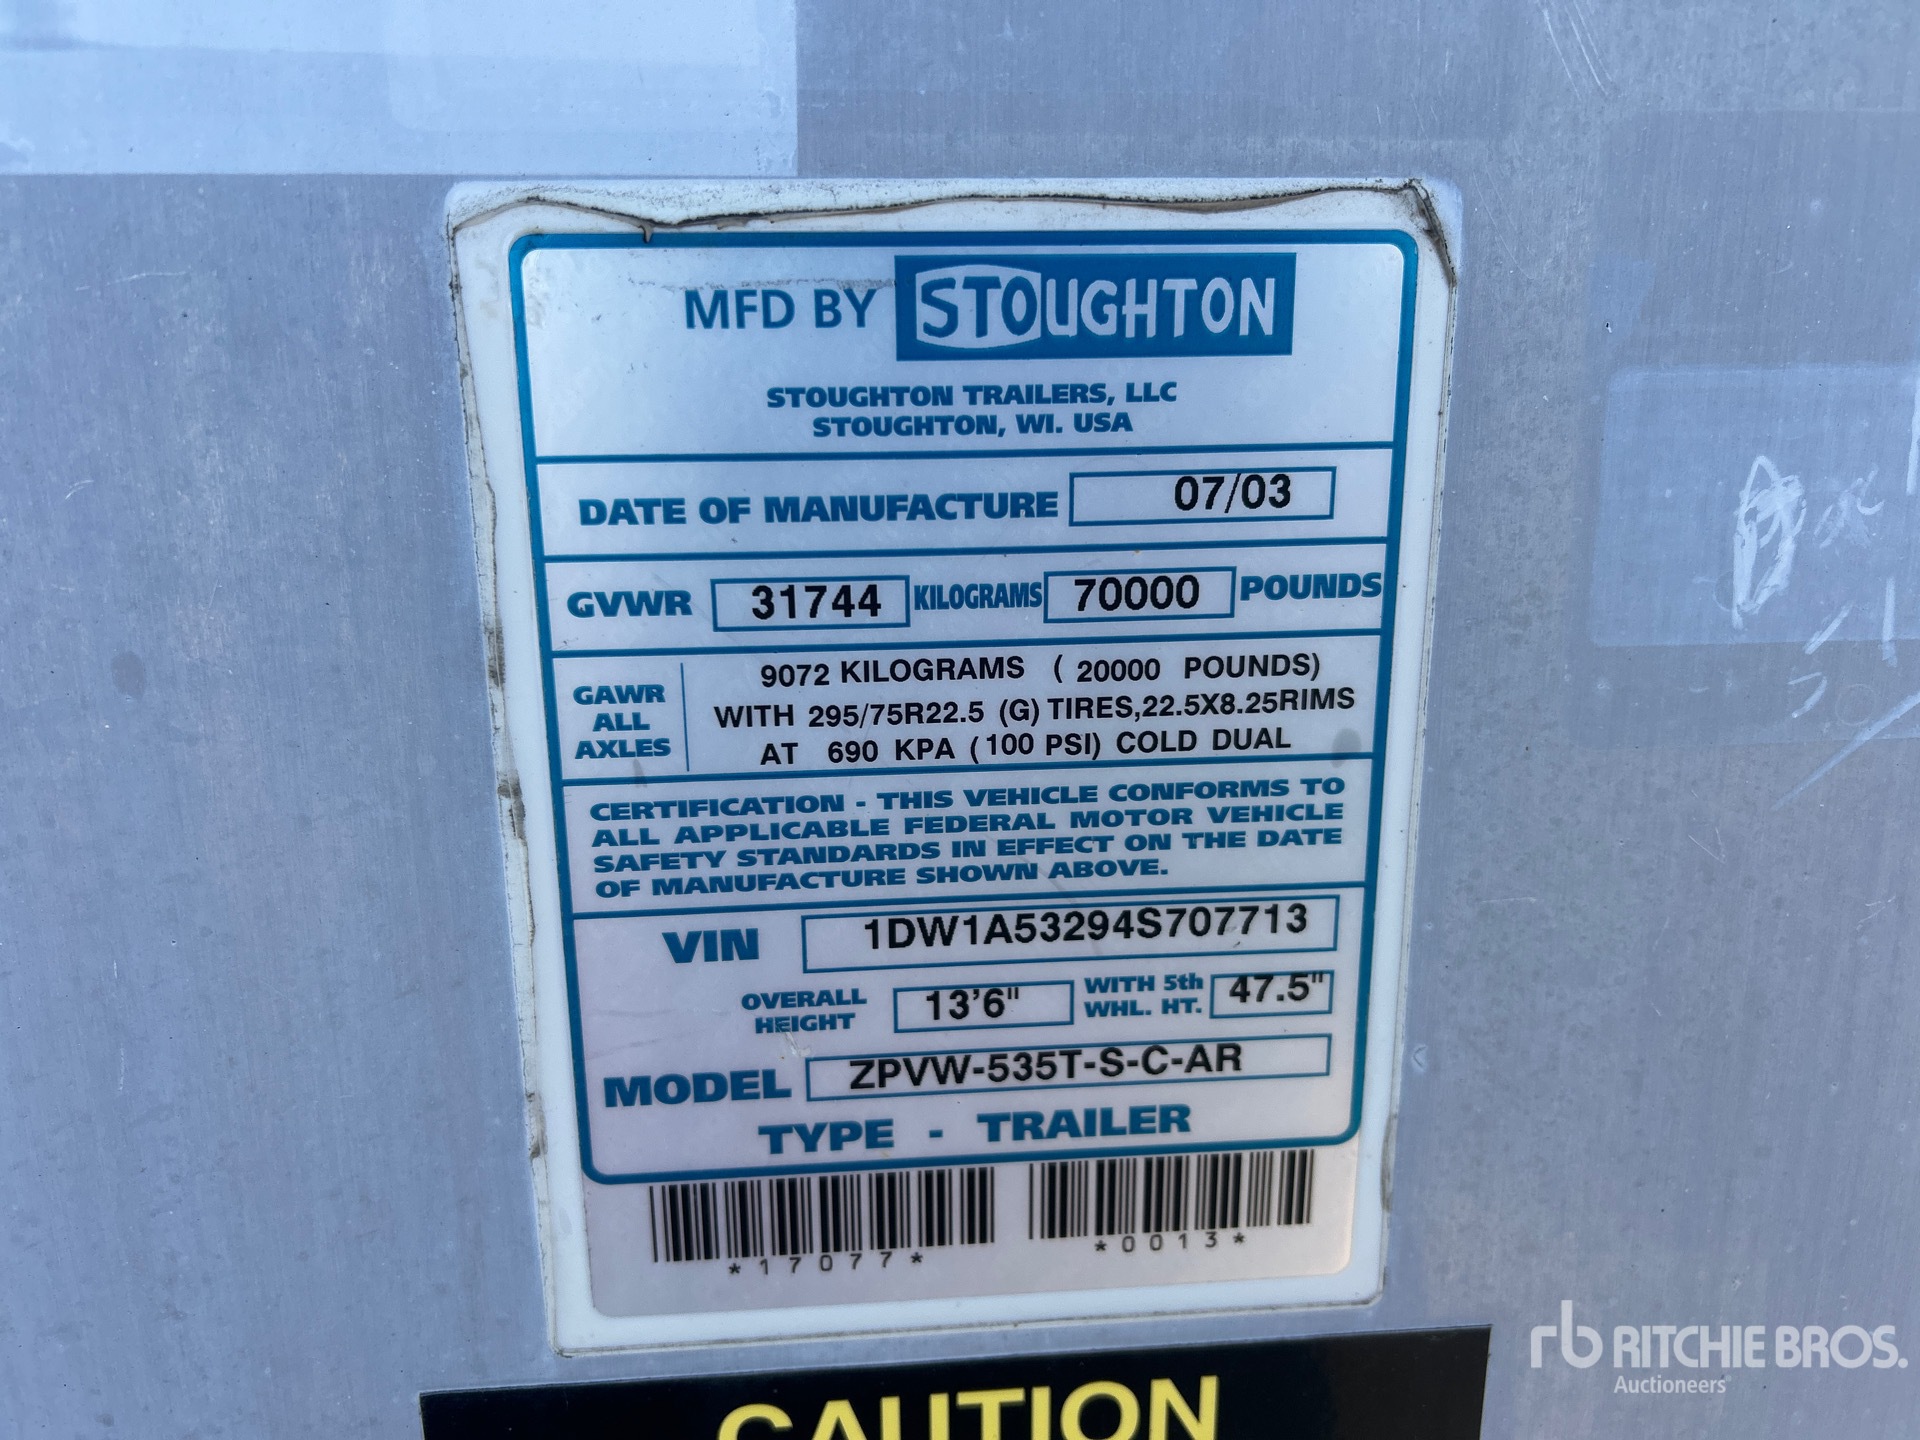 MFD BY STOUGHTON
STOUGHTON TRAILERS, LLC
STOUGHTON, WI. USA
DATE OF MANUFACTURE 07/03
GVWR 31744 KILOGRAMS 70000 POUNDS
GAWR ALL AXLES
9072 KILOGRAMS ( 20000 POUNDS)
WITH 295/75R22.5 (G) TIRES,22.5X8.25RIMS
AT 690 KPA (100 PSI) COLD DUAL
CERTIFICATION - THIS VEHICLE CONFORMS TO
ALL APPLICABLE FEDERAL MOTOR VEHICLE
SAFETY STANDARDS IN EFFECT ON THE DATE
OF MANUFACTURE SHOWN ABOVE.
VIN 1DW1A53294S707713
OVERALL HEIGHT 13'6" WITH 5th WHL. HT. 47.5"
MODEL ZPVW-535T-S-C-AR
TYPE - TRAILER
*17077* *0013*
CAUTION
rb RITCHIE BROS.
Auctioneers